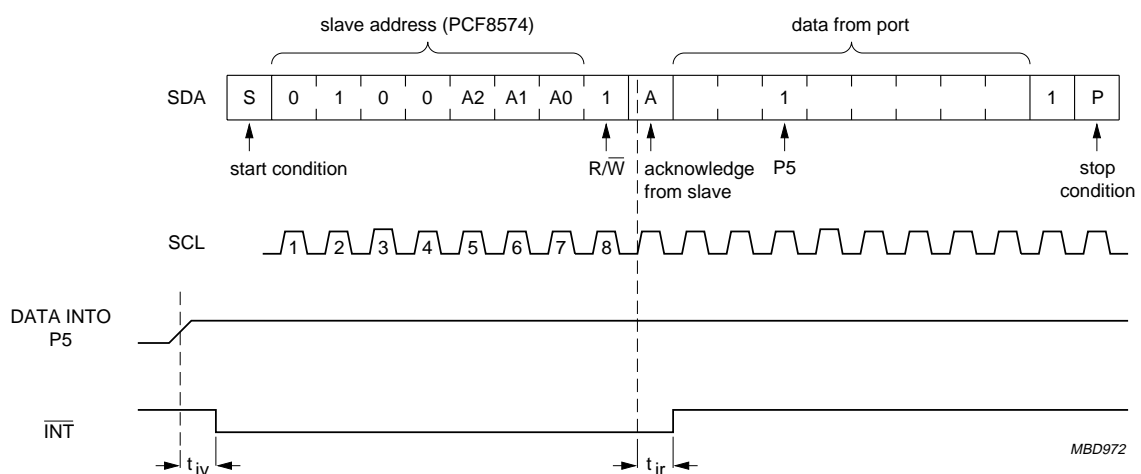 slave address (PCF8574) data from port
SDA S 0 1 0 0 A2 A1 A0 1 A 1 1 P
start condition R/W̅ acknowledge from slave P5 stop condition
SCL 1 2 3 4 5 6 7 8
DATA INTO
P5
I̅N̅T̅
t iv t ir
MBD972